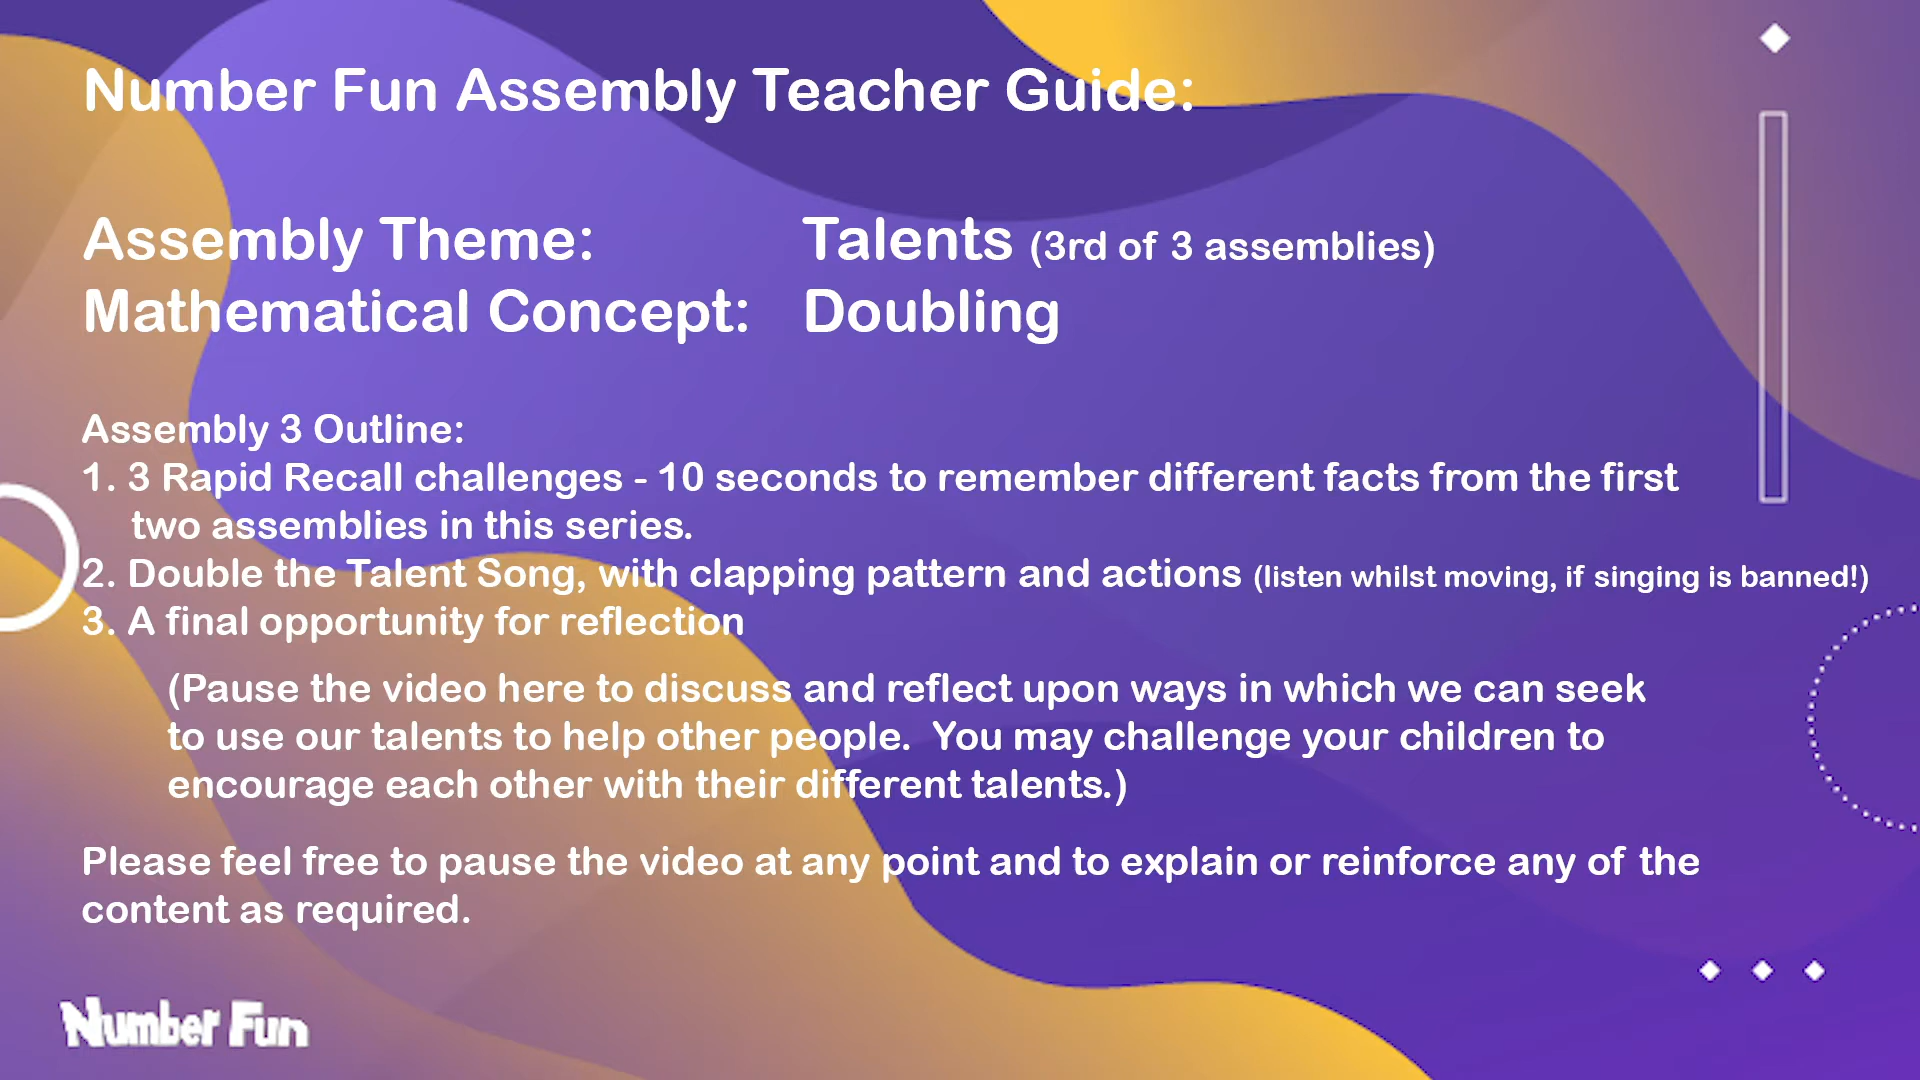 Number Fun Assembly Teacher Guide:
Assembly Theme: Talents (3rd of 3 assemblies)
Mathematical Concept: Doubling
Assembly 3 Outline:
1. 3 Rapid Recall challenges - 10 seconds to remember different facts from the first
two assemblies in this series.
2. Double the Talent Song, with clapping pattern and actions (listen whilst moving, if singing is banned!)
3. A final opportunity for reflection
(Pause the video here to discuss and reflect upon ways in which we can seek
to use our talents to help other people. You may challenge your children to
encourage each other with their different talents.)
Please feel free to pause the video at any point and to explain or reinforce any of the
content as required.
Number Fun